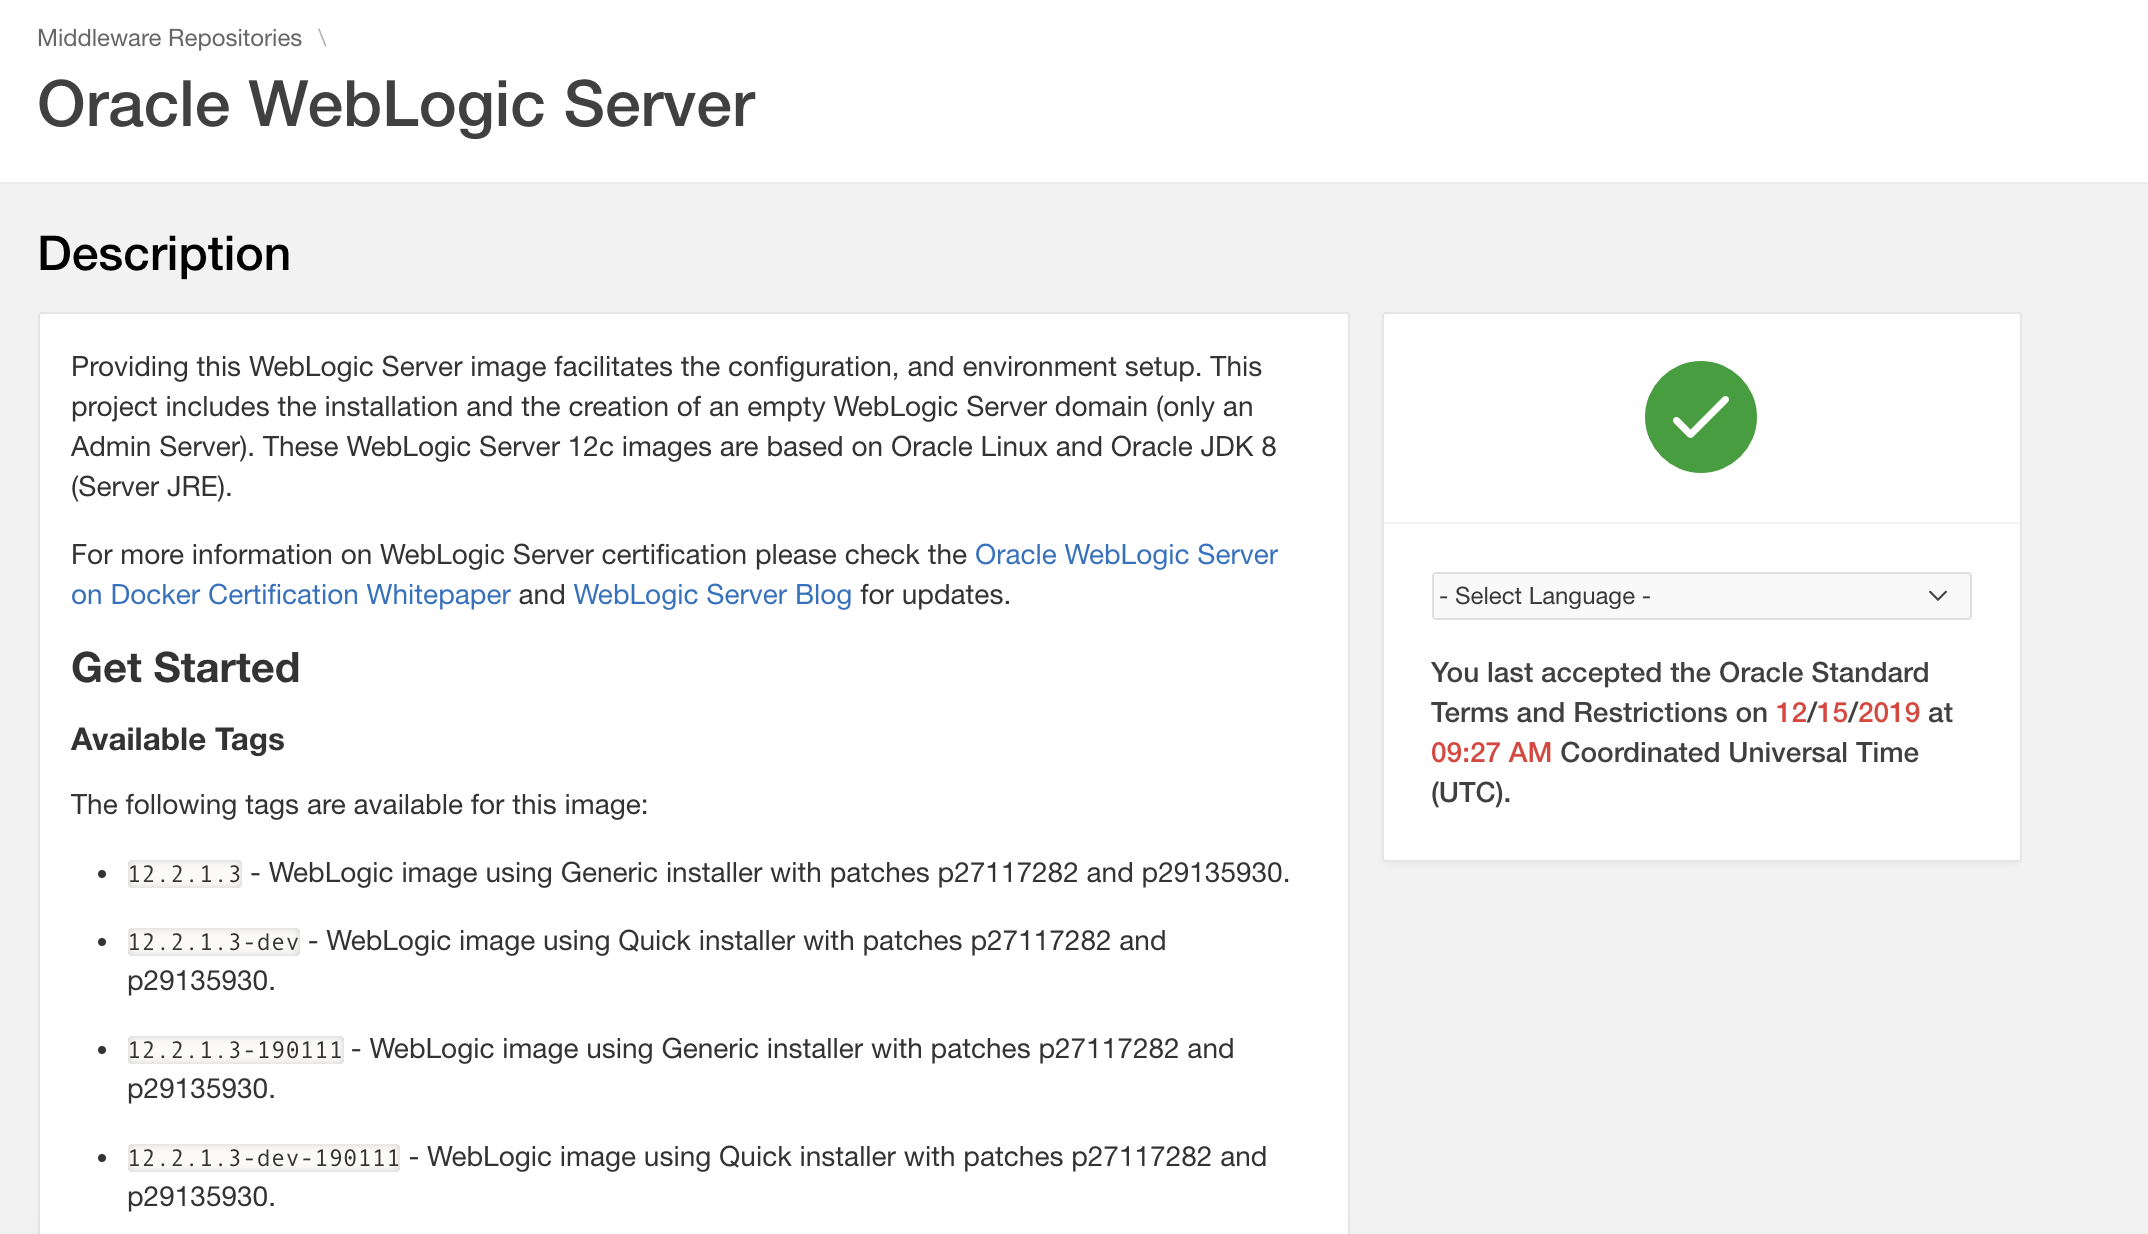 Middleware Repositories \
Oracle WebLogic Server
Description
Providing this WebLogic Server image facilitates the configuration, and environment setup. This
project includes the installation and the creation of an empty WebLogic Server domain (only an
Admin Server). These WebLogic Server 12c images are based on Oracle Linux and Oracle JDK 8
(Server JRE).
For more information on WebLogic Server certification please check the Oracle WebLogic Server
on Docker Certification Whitepaper and WebLogic Server Blog for updates.
Get Started
Available Tags
The following tags are available for this image:
• 12.2.1.3 - WebLogic image using Generic installer with patches p27117282 and p29135930.
• 12.2.1.3-dev - WebLogic image using Quick installer with patches p27117282 and
p29135930.
• 12.2.1.3-190111 - WebLogic image using Generic installer with patches p27117282 and
p29135930.
• 12.2.1.3-dev-190111 - WebLogic image using Quick installer with patches p27117282 and
p29135930.
- Select Language -
You last accepted the Oracle Standard
Terms and Restrictions on 12/15/2019 at
09:27 AM Coordinated Universal Time
(UTC).